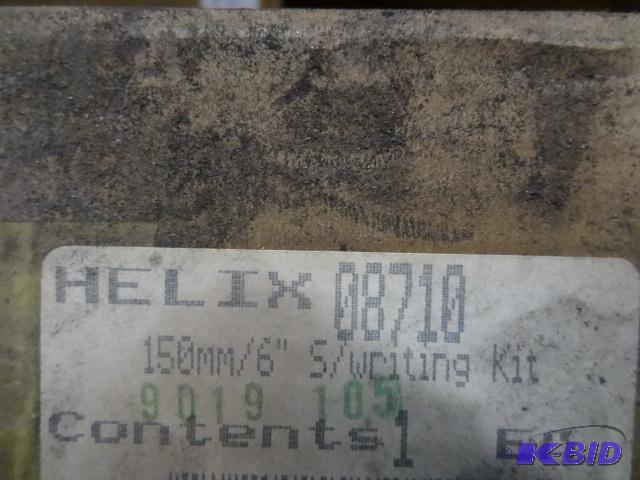 HELIX 08710
150mm/6" S/Writing Kit
9019 105
Contents 1
K-BID